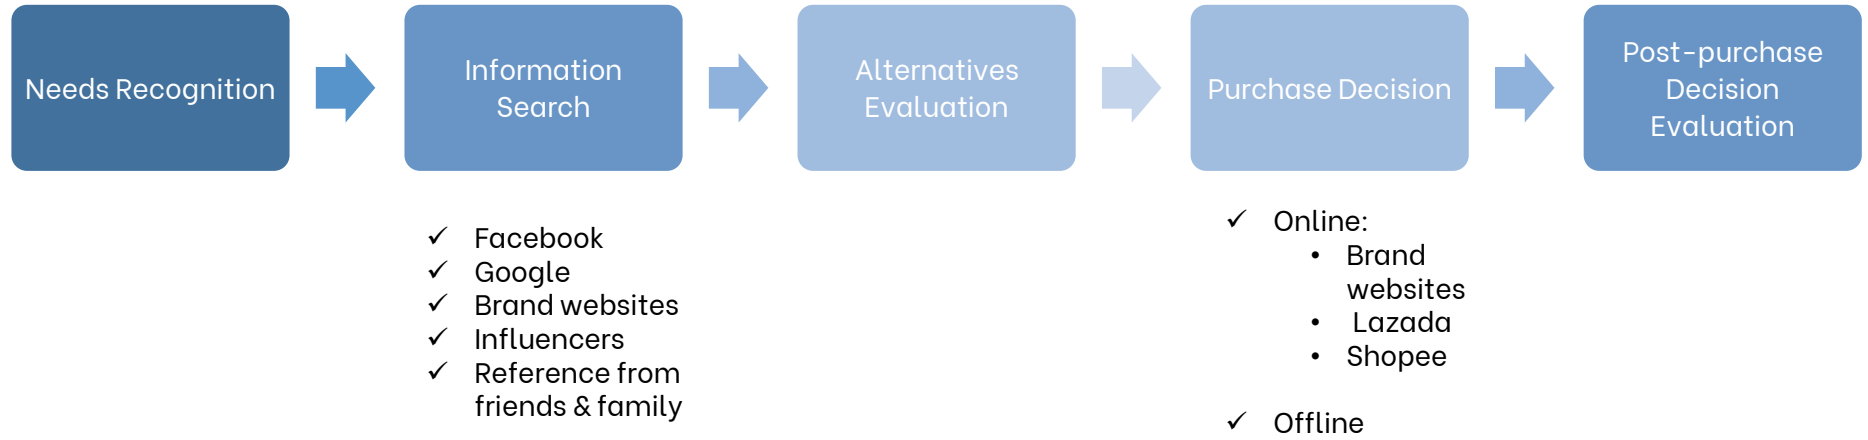 Needs Recognition
Information
Search
Alternatives
Evaluation
Purchase Decision
Post-purchase
Decision
Evaluation
✓ Facebook
✓ Google
✓ Brand websites
✓ Influencers
✓ Reference from
friends & family
✓ Online:
• Brand
websites
• Lazada
• Shopee
✓ Offline